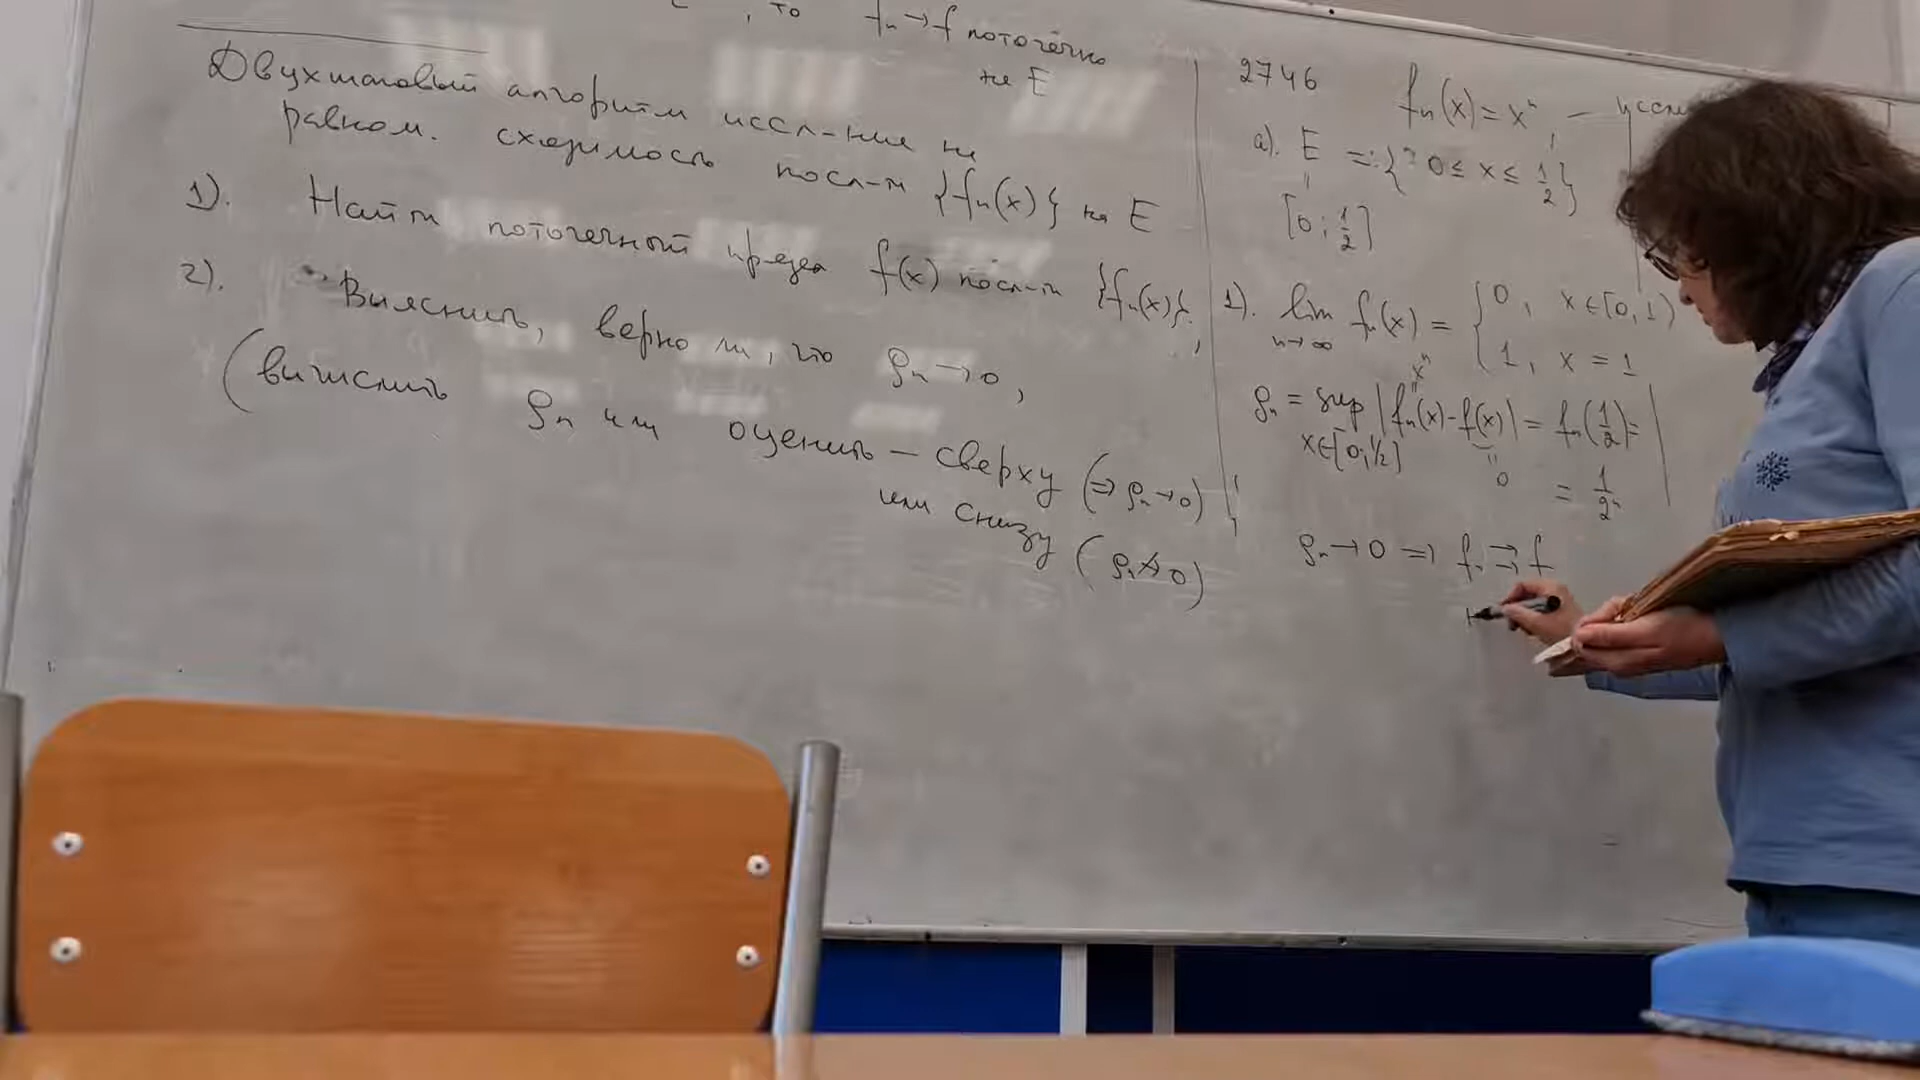 , то fₙ → f поточечно
на E
Двухшаговый алгоритм иссл-ние на
равном. сходимость посл-ти {fₙ(x)} на E
1). Найти поточечный предел f(x) посл-ти {fₙ(x)};
2). Выяснить, верно ли, что ρₙ → 0,
(вычислить ρₙ или оценить – сверху (⇒ ρₙ → 0)
или снизу (ρₙ ↛ 0)
2746 fₙ(x) = xⁿ, –
а). E =: { 0 ≤ x ≤ 1/2 }
"
[0; 1/2]
1). lim fₙ(x) = { 0, x ∈ [0, 1)
n→∞
1, x = 1
xⁿ
"
ρₙ = sup |fₙ(x) - f(x)| = fₙ(1/2) =
x∈[0,1/2]
"
0
= 1/2ⁿ
ρₙ → 0 ⇒ fₙ ⇉ f